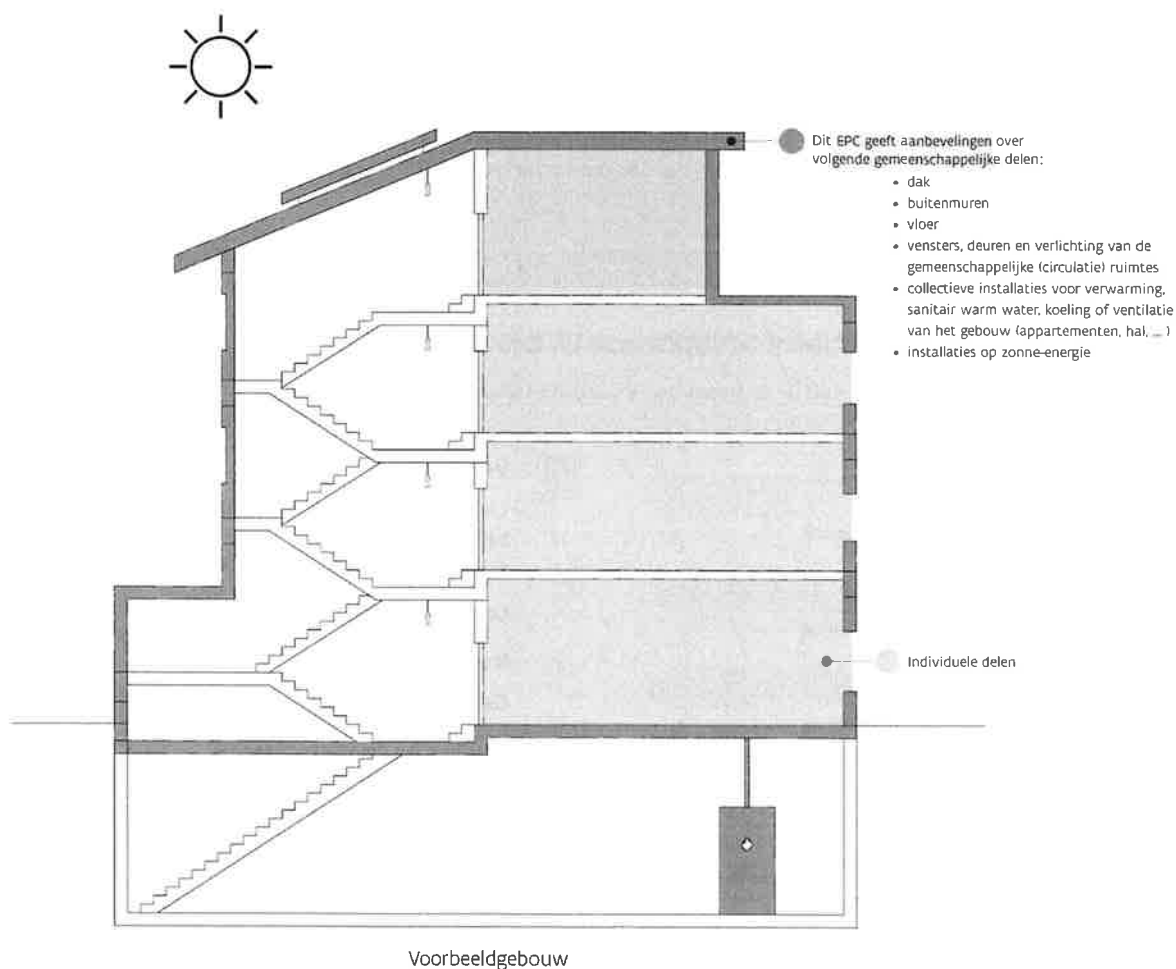 Dit EPC geeft aanbevelingen over
volgende gemeenschappelijke delen:
• dak
• buitenmuren
• vloer
• vensters, deuren en verlichting van de
gemeenschappelijke (circulatie) ruimtes
• collectieve installaties voor verwarming,
sanitair warm water, koeling of ventilatie
van het gebouw (appartementen, hal, ...)
• installaties op zonne-energie
Individuele delen
Voorbeeldgebouw